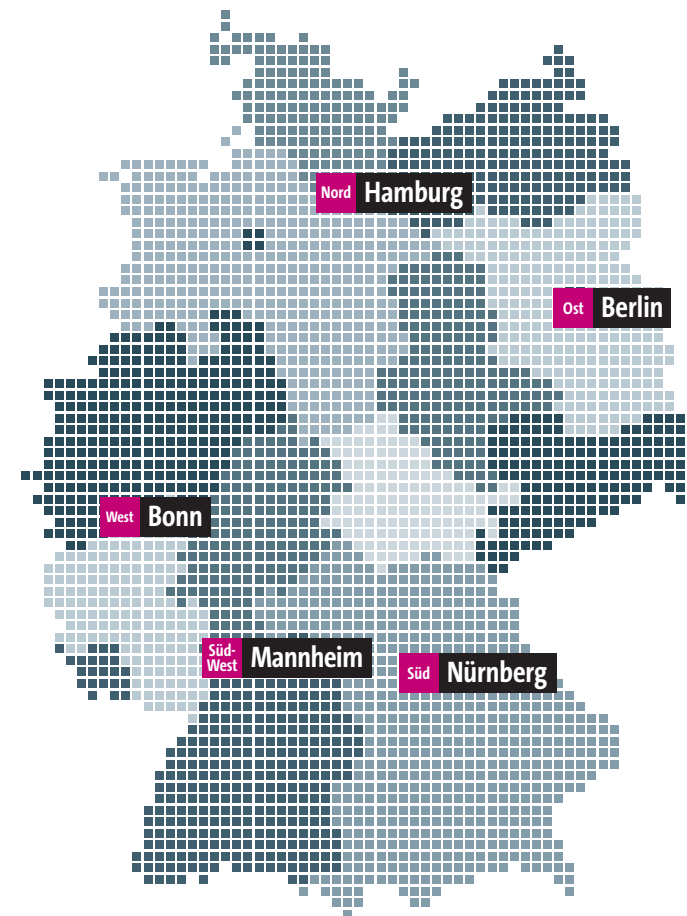 Nord Hamburg
Ost Berlin
West Bonn
Süd-
West Mannheim
Süd Nürnberg